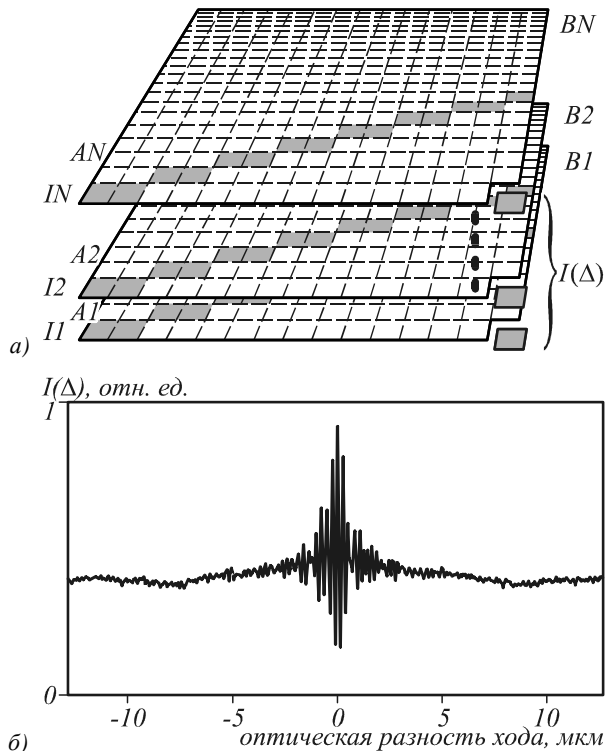 BN
B2
B1
AN
IN
A2
I2
A1
I1
I(Δ)
а)
I(Δ), отн. ед.
1
0
-10 -5 0 5 10
б) оптическая разность хода, мкм